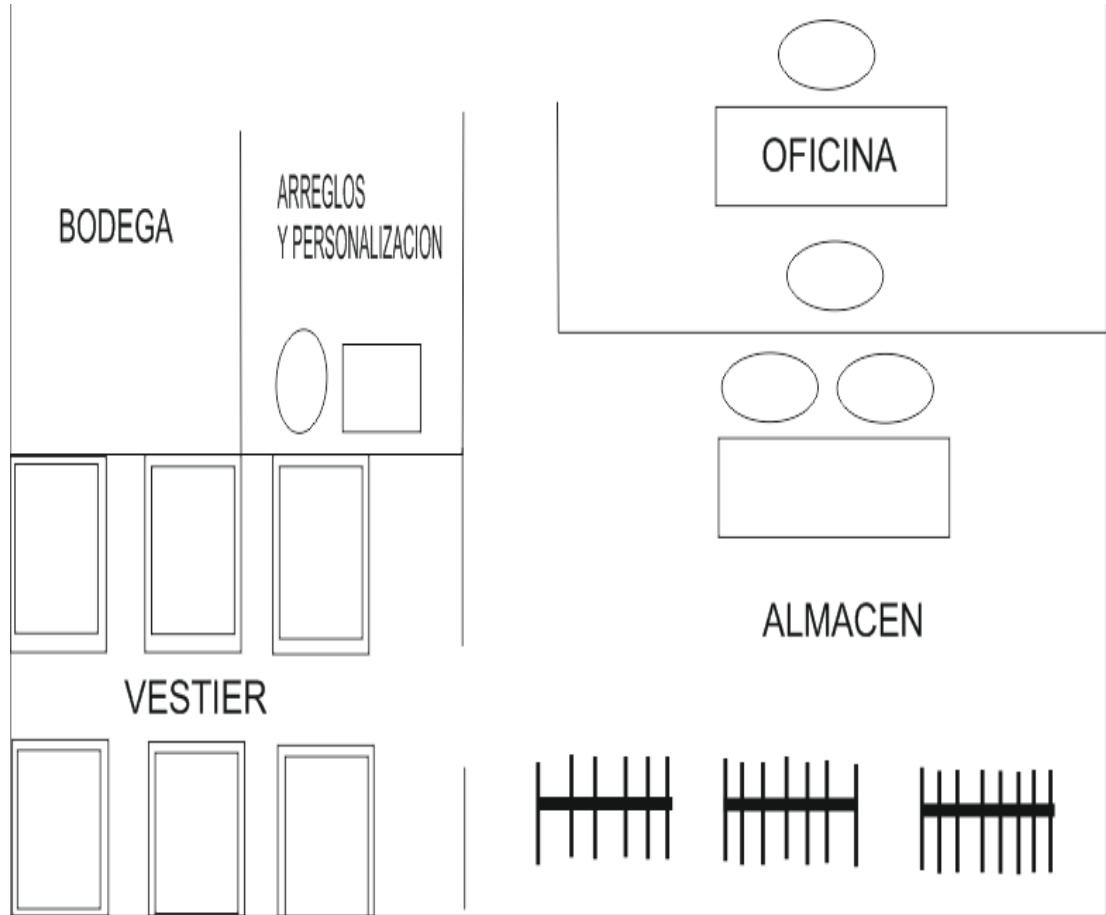 OFICINA
ARREGLOS
Y PERSONALIZACION
BODEGA
ALMACEN
VESTIER